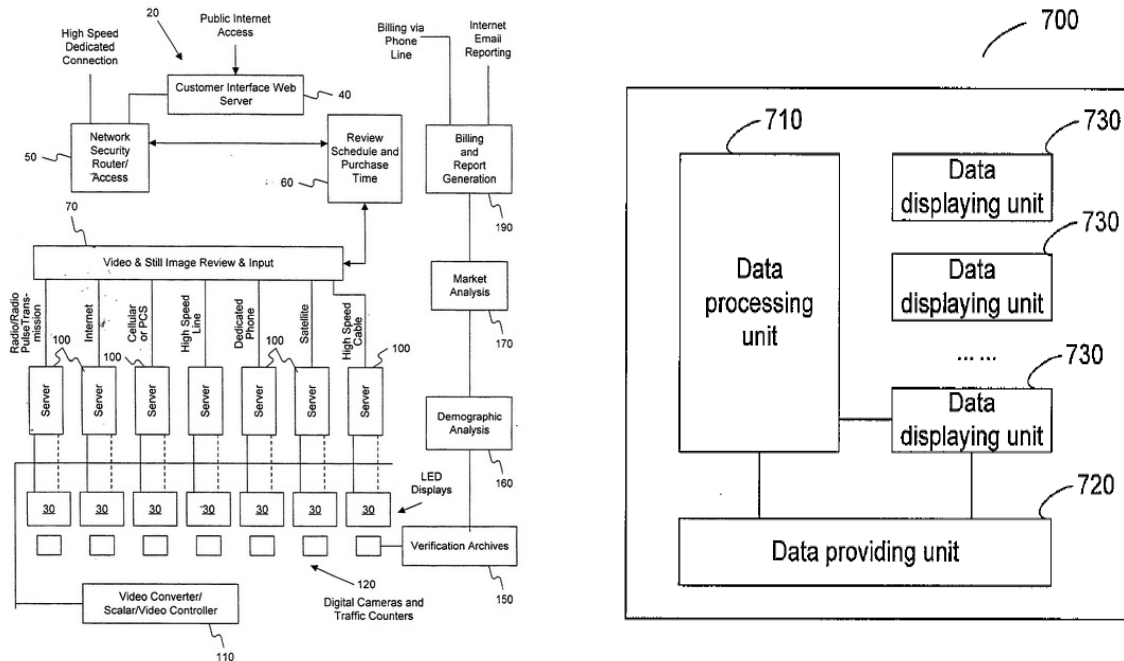 20
Public Internet
Access
High Speed
Dedicated
Connection
Billing via
Phone
Line
Internet
Email
Reporting
Customer Interface Web
Server
40
Network
Security
Router/
Access
50
Review
Schedule and
Purchase
Time
60
Billing
and
Report
Generation
190
70
Video & Still Image Review & Input
Market
Analysis
170
Radio/Radio
PulseTrans-
mission
Internet
Cellular
or PCS
High Speed
Line
Dedicated
Phone
Satellite
High Speed
Cable
100
100
100
100
Server
Server
Server
Server
Server
Server
Server
Demographic
Analysis
160
LED
Displays
30
30
30
30
30
30
30
Verification Archives
150
120
Digital Cameras and
Traffic Counters
Video Converter/
Scalar/Video Controller
110
700
710
Data
processing
unit
730
Data
displaying unit
730
Data
displaying unit
... ...
730
Data
displaying unit
720
Data providing unit